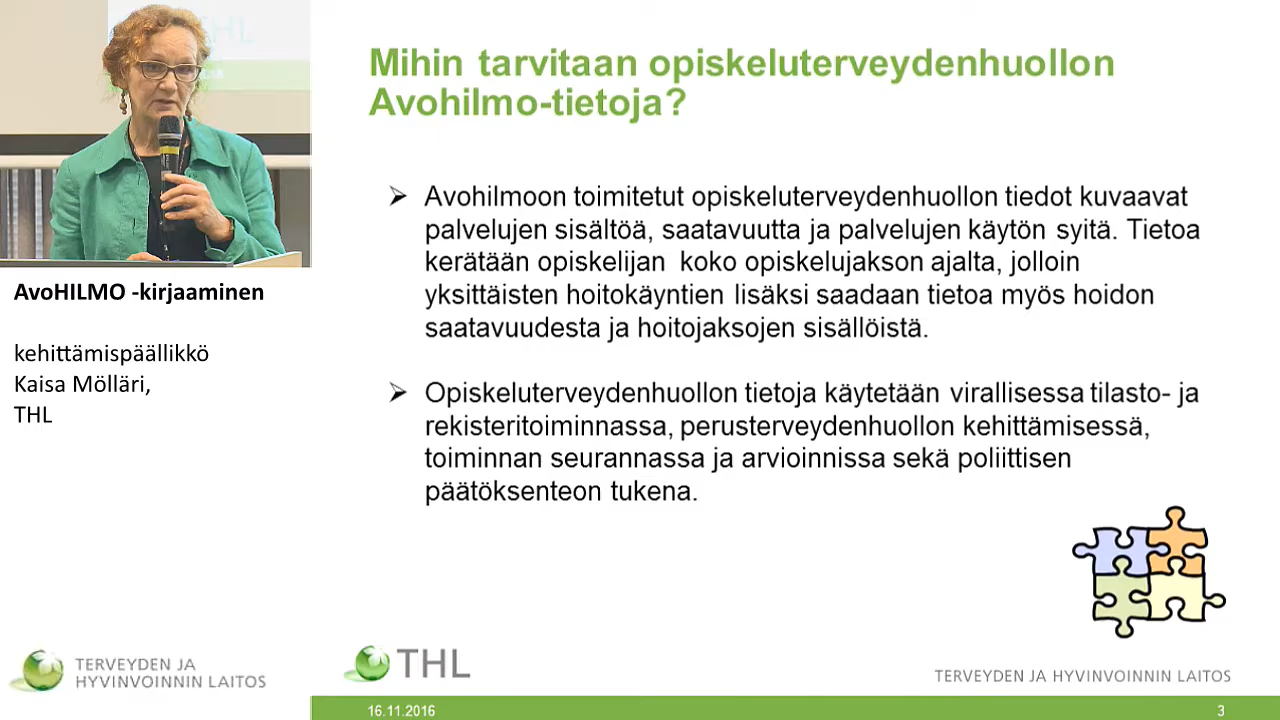 THL
Mihin tarvitaan opiskeluterveydenhuollon
Avohilmo-tietoja?
Avohilmoon toimitetut opiskeluterveydenhuollon tiedot kuvaavat
palvelujen sisältöä, saatavuutta ja palvelujen käytön syitä. Tietoa
kerätään opiskelijan koko opiskelujakson ajalta, jolloin
yksittäisten hoitokäyntien lisäksi saadaan tietoa myös hoidon
saatavuudesta ja hoitojaksojen sisällöistä.
Opiskeluterveydenhuollon tietoja käytetään virallisessa tilasto- ja
rekisteritoiminnassa, perusterveydenhuollon kehittämisessä,
toiminnan seurannassa ja arvioinnissa sekä poliittisen
päätöksenteon tukena.
AvoHILMO -kirjaaminen
kehittämispäällikkö
Kaisa Mölläri,
THL
TERVEYDEN JA
HYVINVOINNIN LAITOS
THL
TERVEYDEN JA HYVINVOINNIN LAITOS
16.11.2016
3